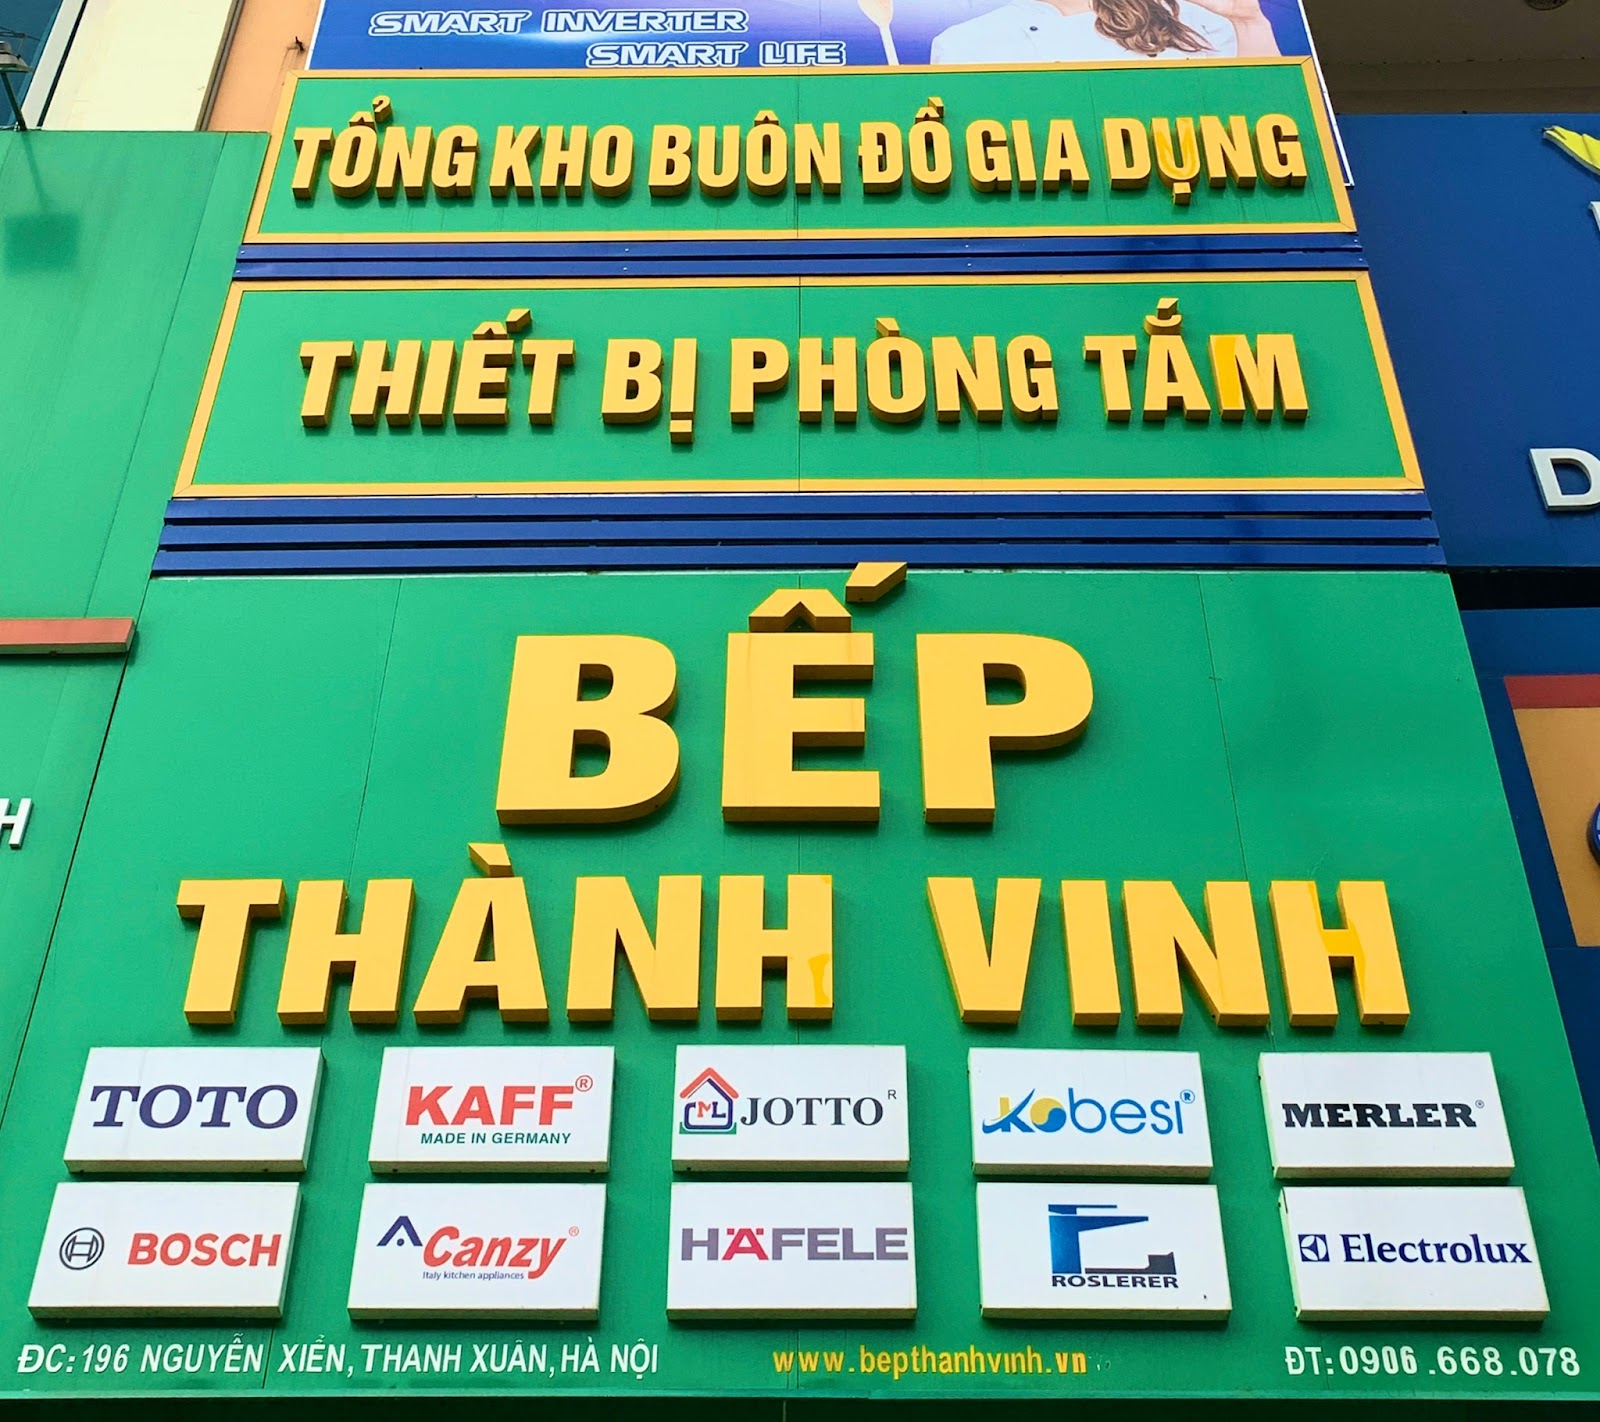 SMART INVERTER
SMART LIFE
TỔNG KHO BUÔN ĐỒ GIA DỤNG
THIẾT BỊ PHÒNG TẮM
BẾP
THÀNH VINH
TOTO
KAFF®
MADE IN GERMANY
ML JOTTO R
Kobesi®
MERLER®
BOSCH
Canzy®
Italy kitchen appliances
HÄFELE
ROSLERER
Electrolux
ĐC: 196 NGUYỄN XIỂN, THANH XUÂN, HÀ NỘI
www.bepthanhvinh.vn
ĐT: 0906.668.078
H
D